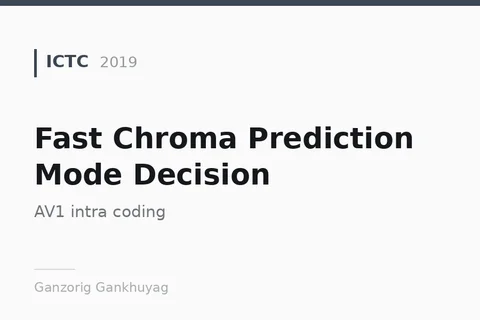 ICTC 2019
Fast Chroma Prediction
Mode Decision
AV1 intra coding
Ganzorig Gankhuyag